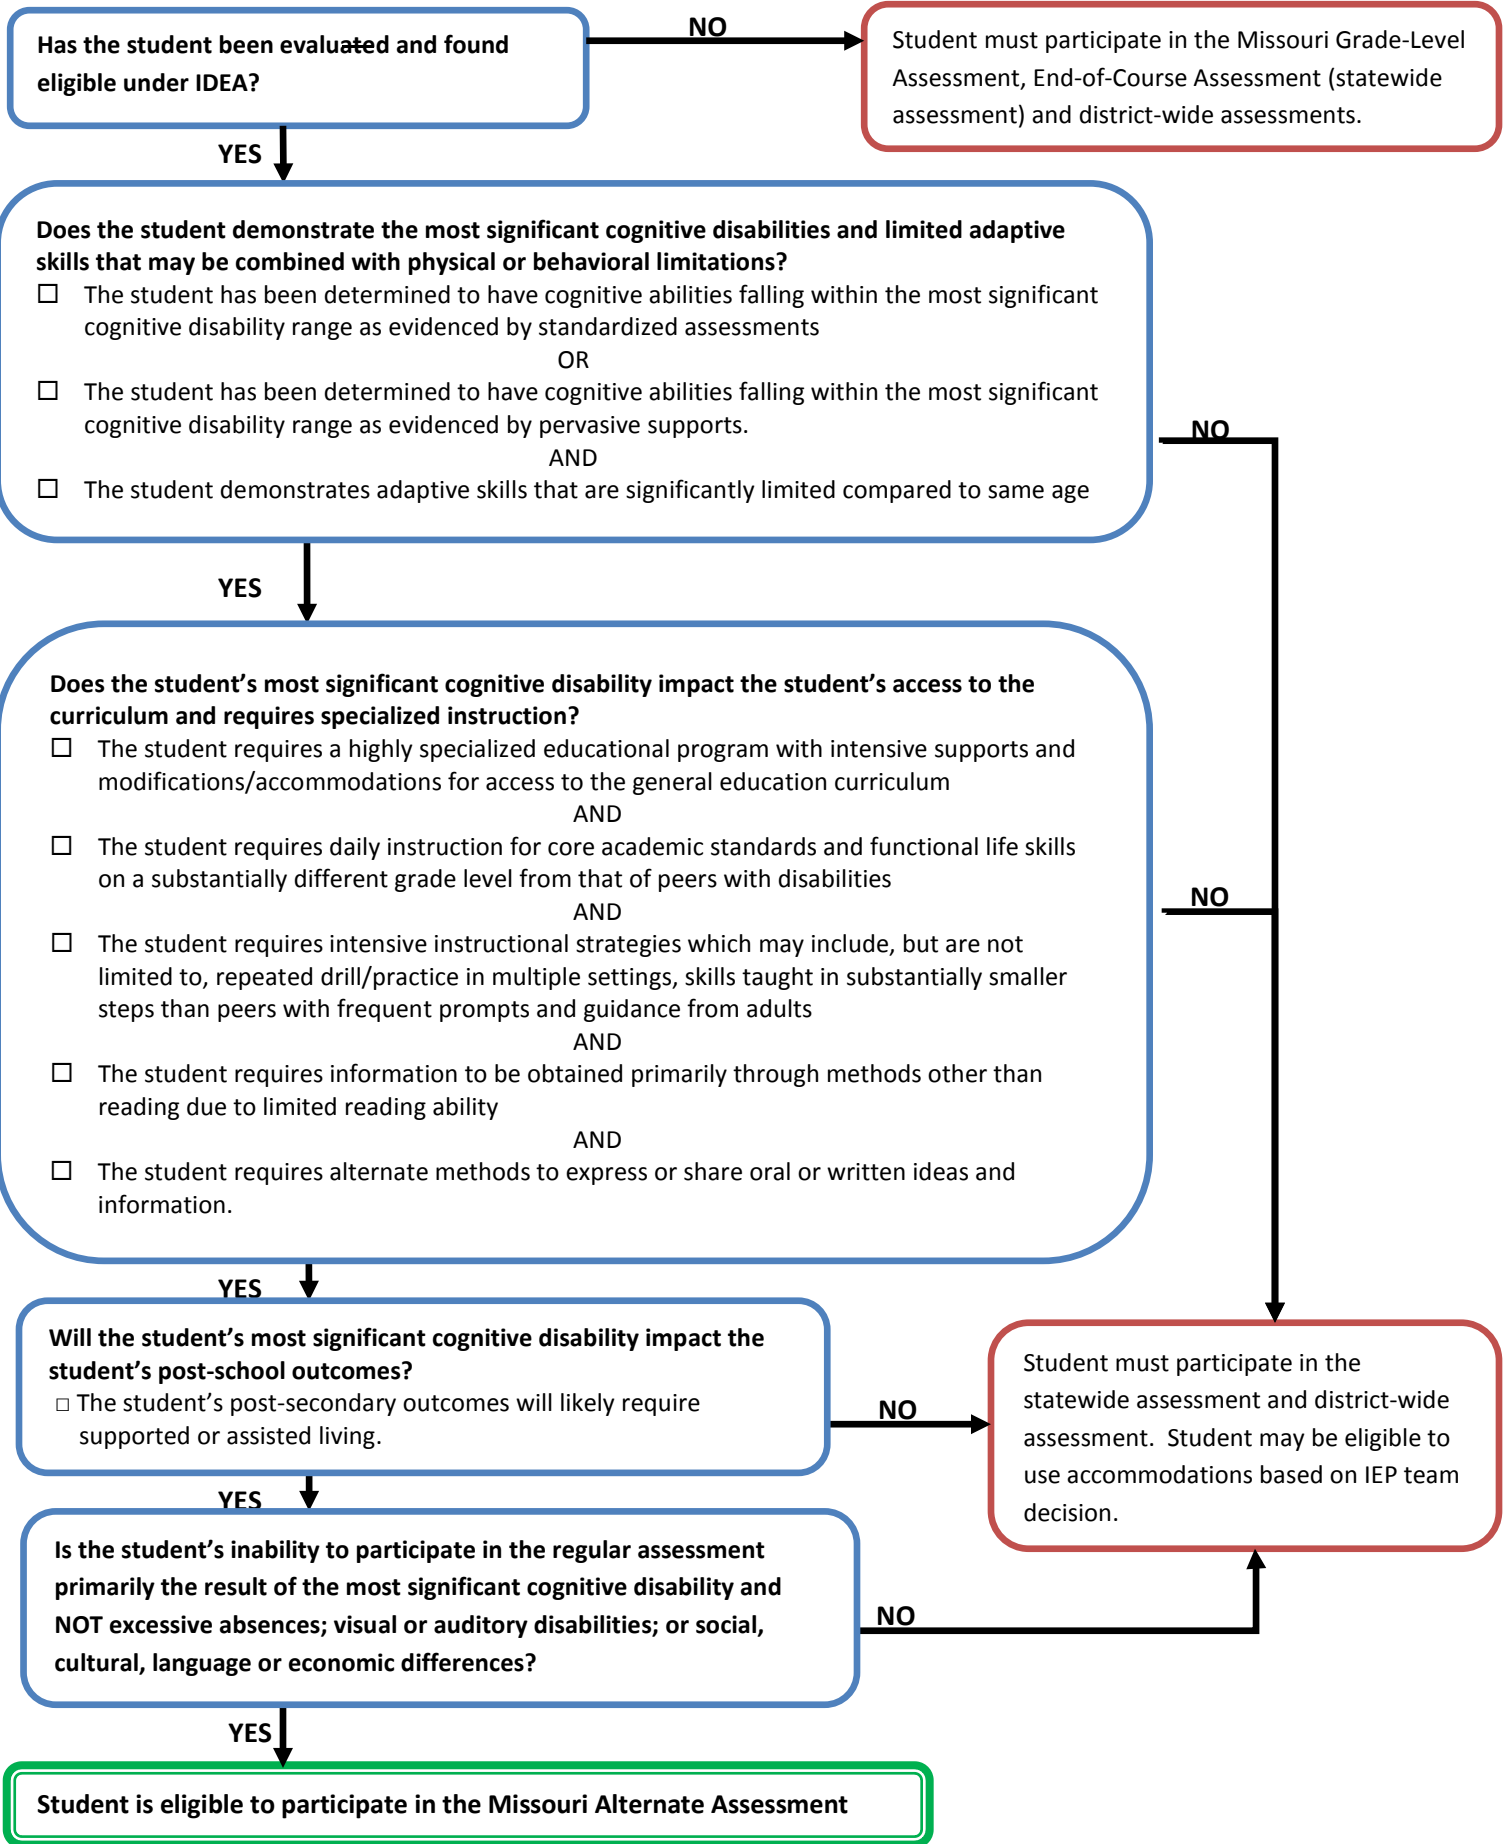 Has the student been evaluated and found
eligible under IDEA?
NO
Student must participate in the Missouri Grade-Level
Assessment, End-of-Course Assessment (statewide
assessment) and district-wide assessments.
YES
Does the student demonstrate the most significant cognitive disabilities and limited adaptive
skills that may be combined with physical or behavioral limitations?
☐ The student has been determined to have cognitive abilities falling within the most significant
cognitive disability range as evidenced by standardized assessments
OR
☐ The student has been determined to have cognitive abilities falling within the most significant
cognitive disability range as evidenced by pervasive supports.
AND
☐ The student demonstrates adaptive skills that are significantly limited compared to same age
NO
YES
Does the student’s most significant cognitive disability impact the student’s access to the
curriculum and requires specialized instruction?
☐ The student requires a highly specialized educational program with intensive supports and
modifications/accommodations for access to the general education curriculum
AND
☐ The student requires daily instruction for core academic standards and functional life skills
on a substantially different grade level from that of peers with disabilities
AND
☐ The student requires intensive instructional strategies which may include, but are not
limited to, repeated drill/practice in multiple settings, skills taught in substantially smaller
steps than peers with frequent prompts and guidance from adults
AND
☐ The student requires information to be obtained primarily through methods other than
reading due to limited reading ability
AND
☐ The student requires alternate methods to express or share oral or written ideas and
information.
NO
YES
Will the student’s most significant cognitive disability impact the
student’s post-school outcomes?
□ The student’s post-secondary outcomes will likely require
supported or assisted living.
NO
Student must participate in the
statewide assessment and district-wide
assessment.  Student may be eligible to
use accommodations based on IEP team
decision.
YES
Is the student’s inability to participate in the regular assessment
primarily the result of the most significant cognitive disability and
NOT excessive absences; visual or auditory disabilities; or social,
cultural, language or economic differences?
NO
YES
Student is eligible to participate in the Missouri Alternate Assessment